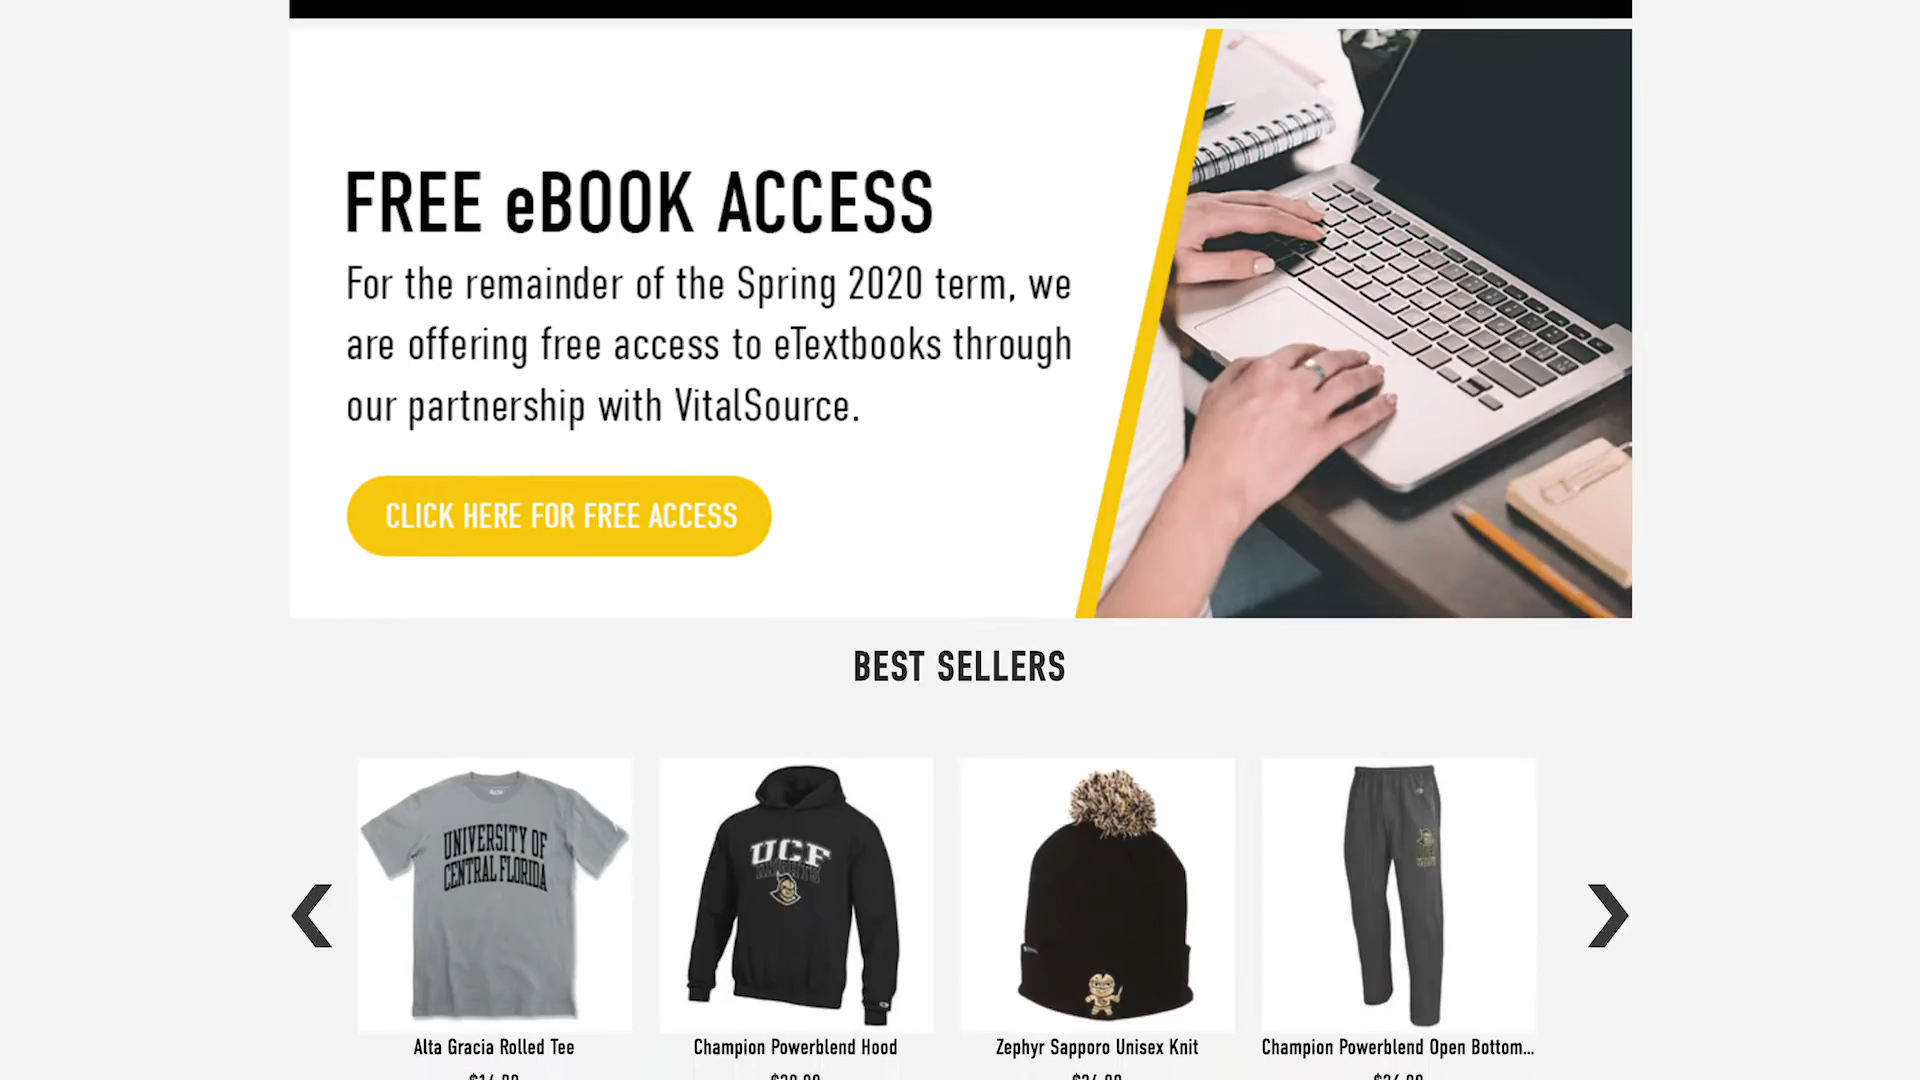 FREE eBOOK ACCESS
For the remainder of the Spring 2020 term, we
are offering free access to eTextbooks through
our partnership with VitalSource.
CLICK HERE FOR FREE ACCESS
BEST SELLERS
UNIVERSITY OF
CENTRAL FLORIDA
UCF
KNIGHTS
Alta Gracia Rolled Tee
Champion Powerblend Hood
Zephyr Sapporo Unisex Knit
Champion Powerblend Open Bottom...